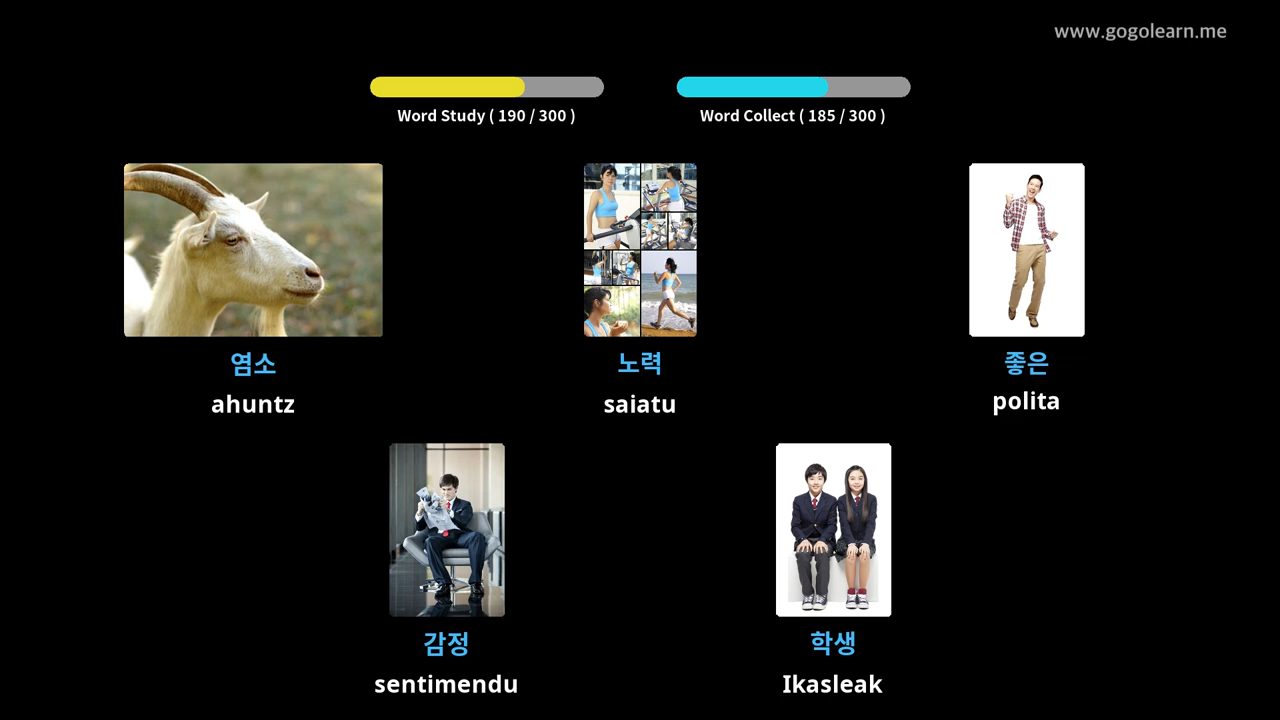 www.gogolearn.me
Word Study ( 190 / 300 )
Word Collect ( 185 / 300 )
염소
노력
좋은
ahuntz
saiatu
polita
감정
학생
sentimendu
Ikasleak